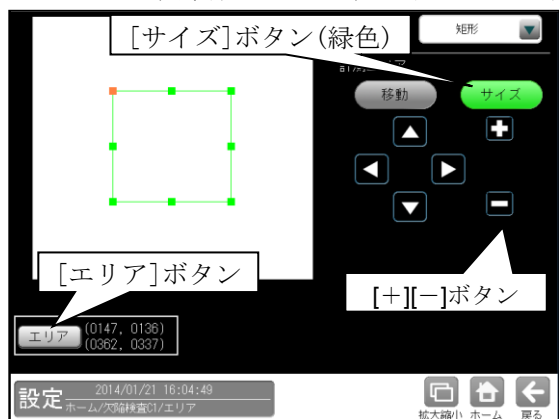 [サイズ]ボタン(緑色)
矩形
移動
サイズ
[エリア]ボタン
[+][−]ボタン
エリア
(0147, 0136)
(0362, 0337)
設定
2014/01/21 16:04:49
ホーム/欠陥検査C1/エリア
拡大縮小 ホーム 戻る